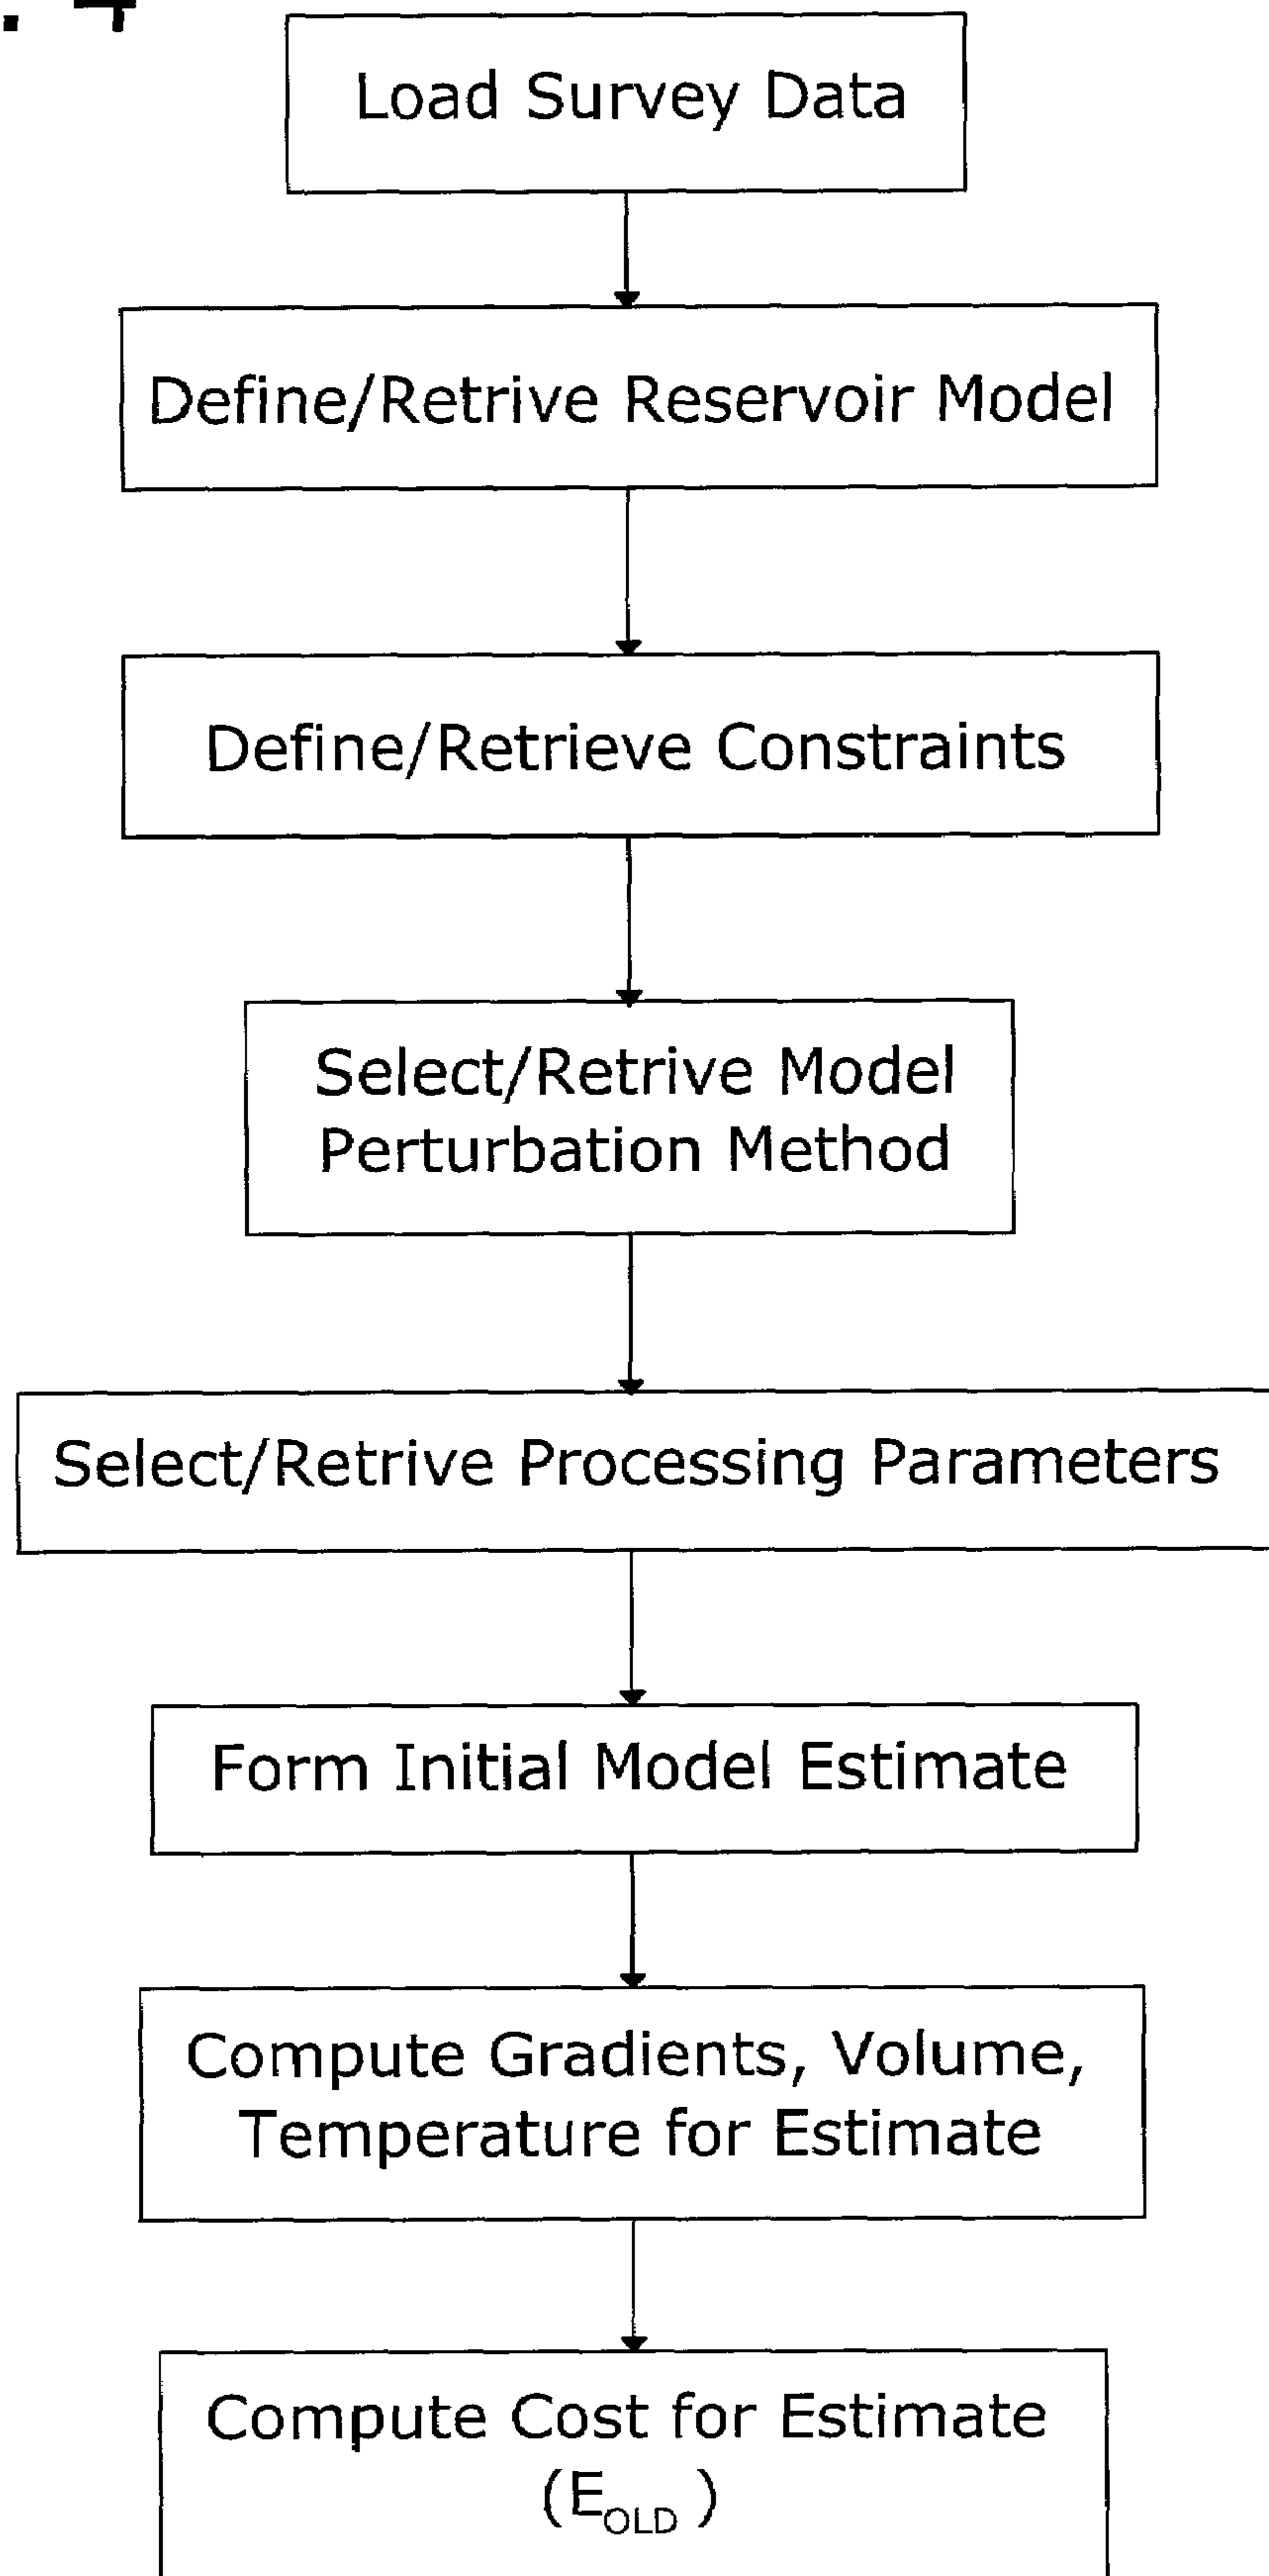 Load Survey Data
Define/Retrive Reservoir Model
Define/Retrieve Constraints
Select/Retrive Model
Perturbation Method
Select/Retrive Processing Parameters
Form Initial Model Estimate
Compute Gradients, Volume,
Temperature for Estimate
Compute Cost for Estimate
(E_OLD )